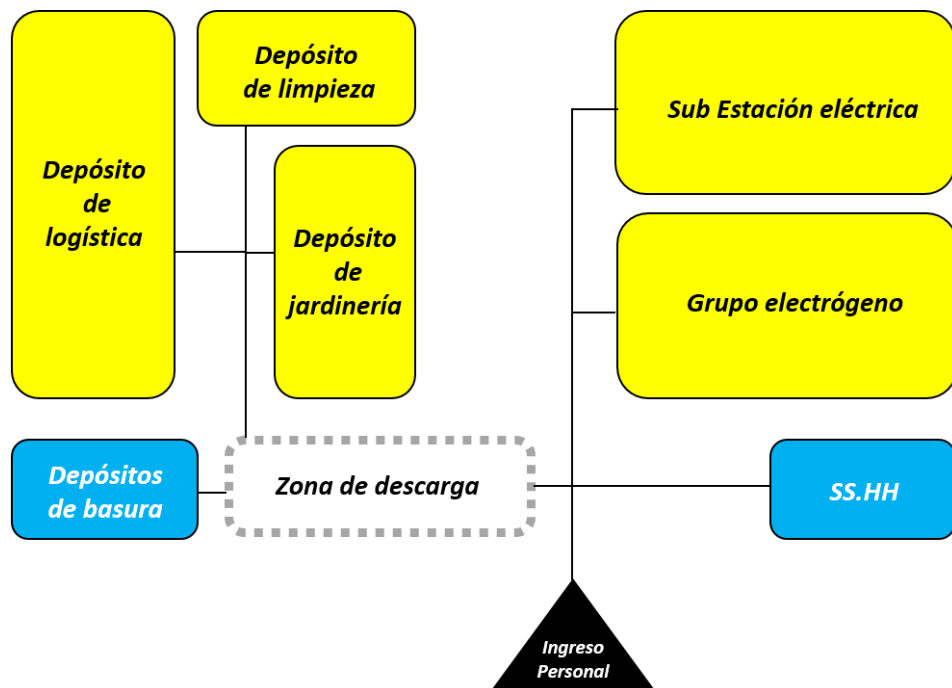 Depósito
de limpieza
Sub Estación eléctrica
Depósito
de
logística
Depósito
de
jardinería
Grupo electrógeno
Depósitos
de basura
Zona de descarga
SS.HH
Ingreso
Personal